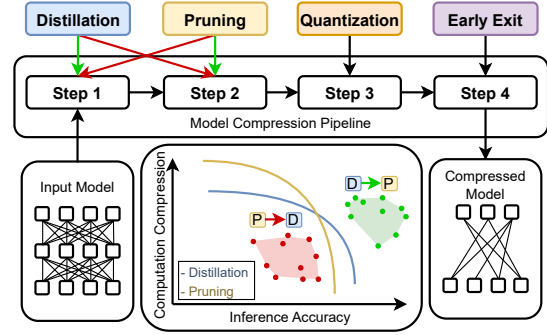 Distillation
Pruning
Quantization
Early Exit
Step 1
Step 2
Step 3
Step 4
Model Compression Pipeline
Input Model
Computation Compression
D
P
P
D
- Distillation
- Pruning
Inference Accuracy
Compressed
Model